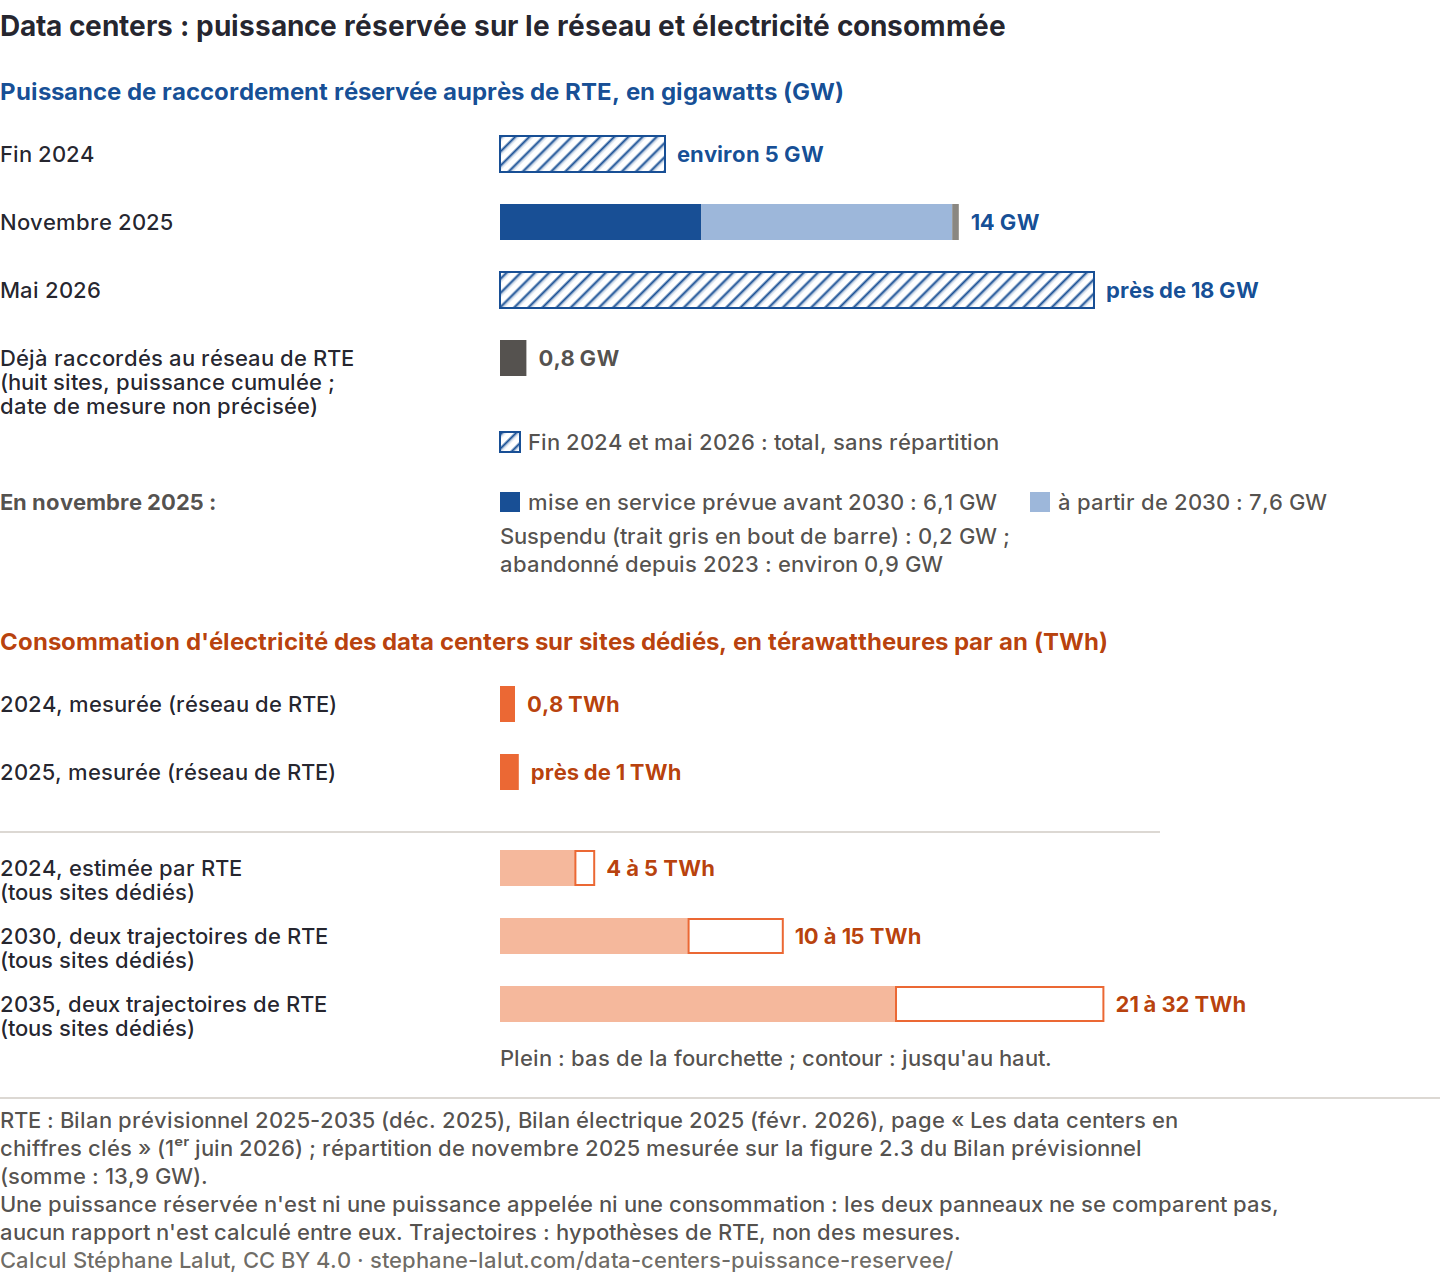 Data centers : puissance réservée sur le réseau et électricité consommée
Puissance de raccordement réservée auprès de RTE, en gigawatts (GW)
Fin 2024
environ 5 GW
Novembre 2025
14 GW
Mai 2026
près de 18 GW
Déjà raccordés au réseau de RTE
(huit sites, puissance cumulée ;
date de mesure non précisée)
0,8 GW
Fin 2024 et mai 2026 : total, sans répartition
En novembre 2025 :
mise en service prévue avant 2030 : 6,1 GW
à partir de 2030 : 7,6 GW
Suspendu (trait gris en bout de barre) : 0,2 GW ;
abandonné depuis 2023 : environ 0,9 GW
Consommation d'électricité des data centers sur sites dédiés, en térawattheures par an (TWh)
2024, mesurée (réseau de RTE)
0,8 TWh
2025, mesurée (réseau de RTE)
près de 1 TWh
2024, estimée par RTE
(tous sites dédiés)
4 à 5 TWh
2030, deux trajectoires de RTE
(tous sites dédiés)
10 à 15 TWh
2035, deux trajectoires de RTE
(tous sites dédiés)
21 à 32 TWh
Plein : bas de la fourchette ; contour : jusqu'au haut.
RTE : Bilan prévisionnel 2025-2035 (déc. 2025), Bilan électrique 2025 (févr. 2026), page « Les data centers en
chiffres clés » (1er juin 2026) ; répartition de novembre 2025 mesurée sur la figure 2.3 du Bilan prévisionnel
(somme : 13,9 GW).
Une puissance réservée n'est ni une puissance appelée ni une consommation : les deux panneaux ne se comparent pas,
aucun rapport n'est calculé entre eux. Trajectoires : hypothèses de RTE, non des mesures.
Calcul Stéphane Lalut, CC BY 4.0 · stephane-lalut.com/data-centers-puissance-reservee/